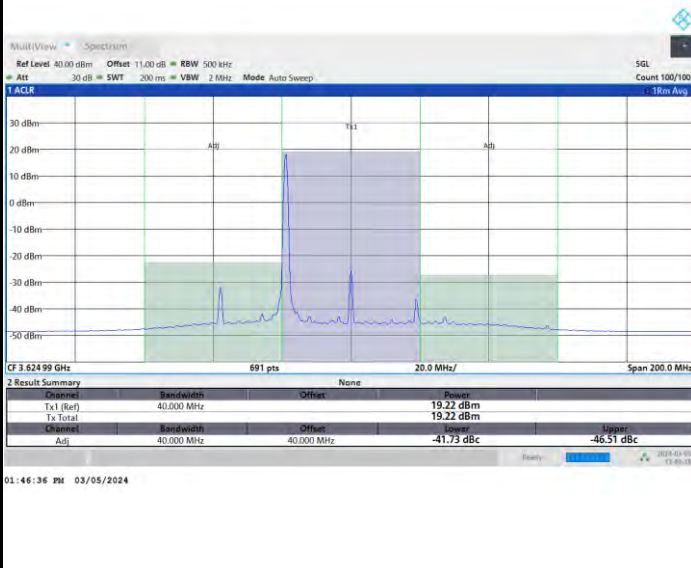 MultiView Spectrum
Ref Level 40.00 dBm Offset 11.00 dB RBW 500 kHz SGL
Att 30 dB SWT 200 ms VBW 2 MHz Mode Auto Sweep Count 100/100
1 ACLR 1Rm Avg
30 dBm
Tx1
20 dBm
Adj Adj
10 dBm
0 dBm
-10 dBm
-20 dBm
-30 dBm
-40 dBm
-50 dBm
CF 3.624 99 GHz 691 pts 20.0 MHz/ Span 200.0 MHz
2 Result Summary None
Channel Bandwidth Offset Power
Tx1 (Ref) 40.000 MHz 19.22 dBm
Tx Total 19.22 dBm
Channel Bandwidth Offset Lower Upper
Adj 40.000 MHz 40.000 MHz -41.73 dBc -46.51 dBc
Ready
01:46:36 PM 03/05/2024